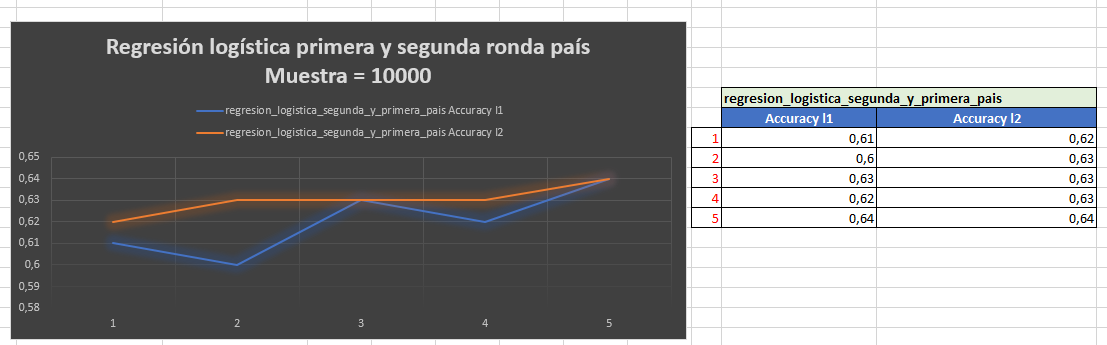 Regresión logística primera y segunda ronda país
Muestra = 10000
regresion_logistica_segunda_y_primera_pais Accuracy l1
regresion_logistica_segunda_y_primera_pais Accuracy l2
0,65
0,64
0,63
0,62
0,61
0,6
0,59
0,58
1 2 3 4 5
regresion_logistica_segunda_y_primera_pais
Accuracy l1 Accuracy l2
1 0,61 0,62
2 0,6 0,63
3 0,63 0,63
4 0,62 0,63
5 0,64 0,64